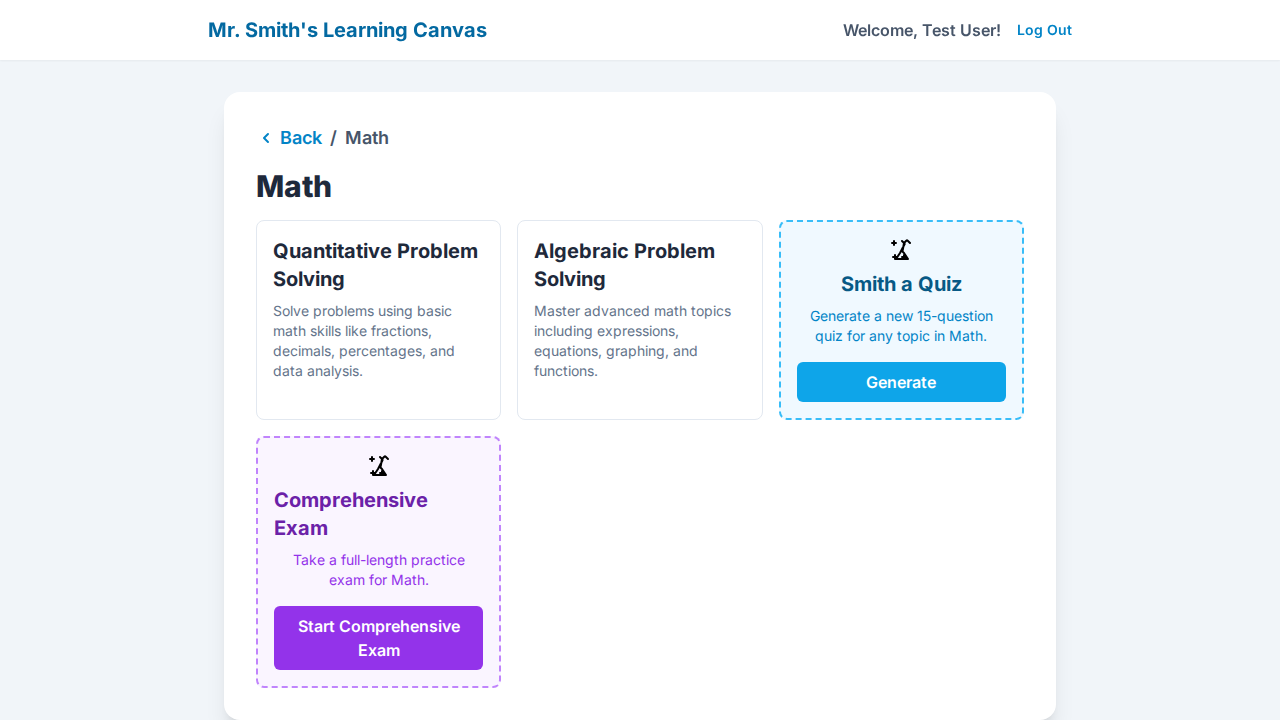 Mr. Smith's Learning Canvas
Welcome, Test User! Log Out
Back / Math
Math
Quantitative Problem
Solving
Solve problems using basic
math skills like fractions,
decimals, percentages, and
data analysis.
Algebraic Problem
Solving
Master advanced math topics
including expressions,
equations, graphing, and
functions.
Smith a Quiz
Generate a new 15-question
quiz for any topic in Math.
Generate
Comprehensive
Exam
Take a full-length practice
exam for Math.
Start Comprehensive
Exam